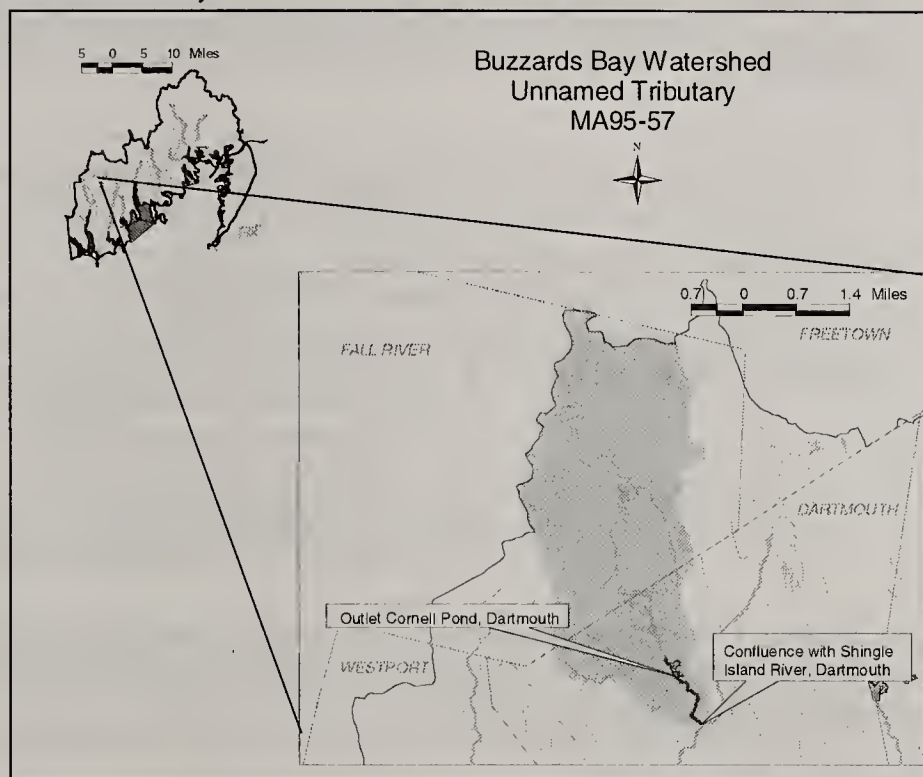 5 0 5 10 Miles
Buzzards Bay Watershed
Unnamed Tributary
MA95-57
N
0.7 0 0.7 1.4 Miles
FALL RIVER
FREETOWN
DARTMOUTH
Outlet Cornell Pond, Dartmouth
WESTPORT
Confluence with Shingle
Island River, Dartmouth